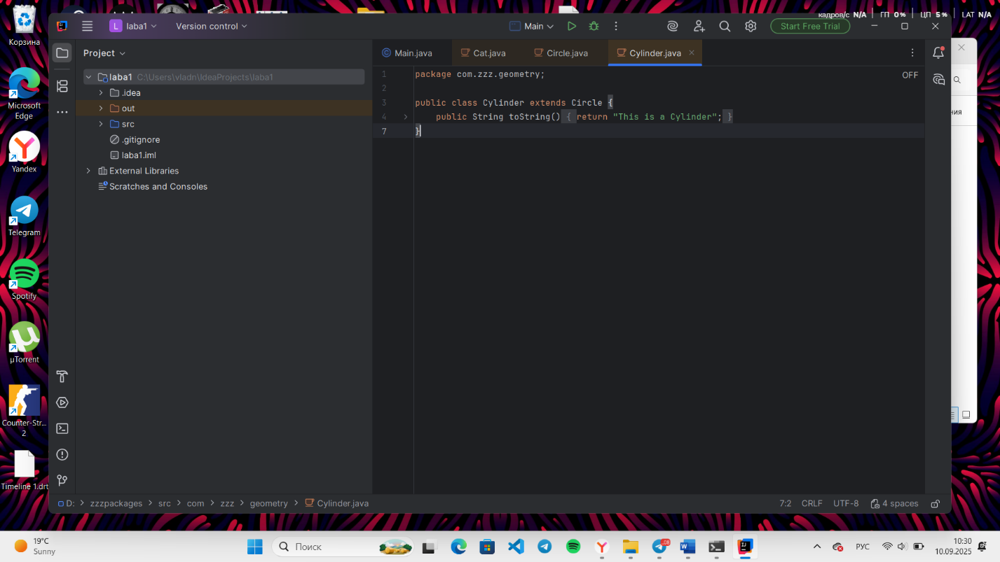 кадров/с N/A ГП 0% ЦП 5% LAT N/A
Корзина
Microsoft Edge
Yandex
Telegram
Spotify
µTorrent
Counter-Str... 2
Timeline 1.drt
L laba1 Version control Main Start Free Trial
Project
Main.java Cat.java Circle.java Cylinder.java
laba1 C:\Users\vladn\IdeaProjects\laba1
.idea
out
src
.gitignore
laba1.iml
External Libraries
Scratches and Consoles
OFF
1 package com.zzz.geometry;
2
3 public class Cylinder extends Circle {
4 public String toString() { return "This is a Cylinder"; }
7 }
ния
D: > zzzpackages > src > com > zzz > geometry > Cylinder.java
7:2 CRLF UTF-8 4 spaces
19°C
Sunny
Поиск
.08
РУС
10:30
10.09.2025